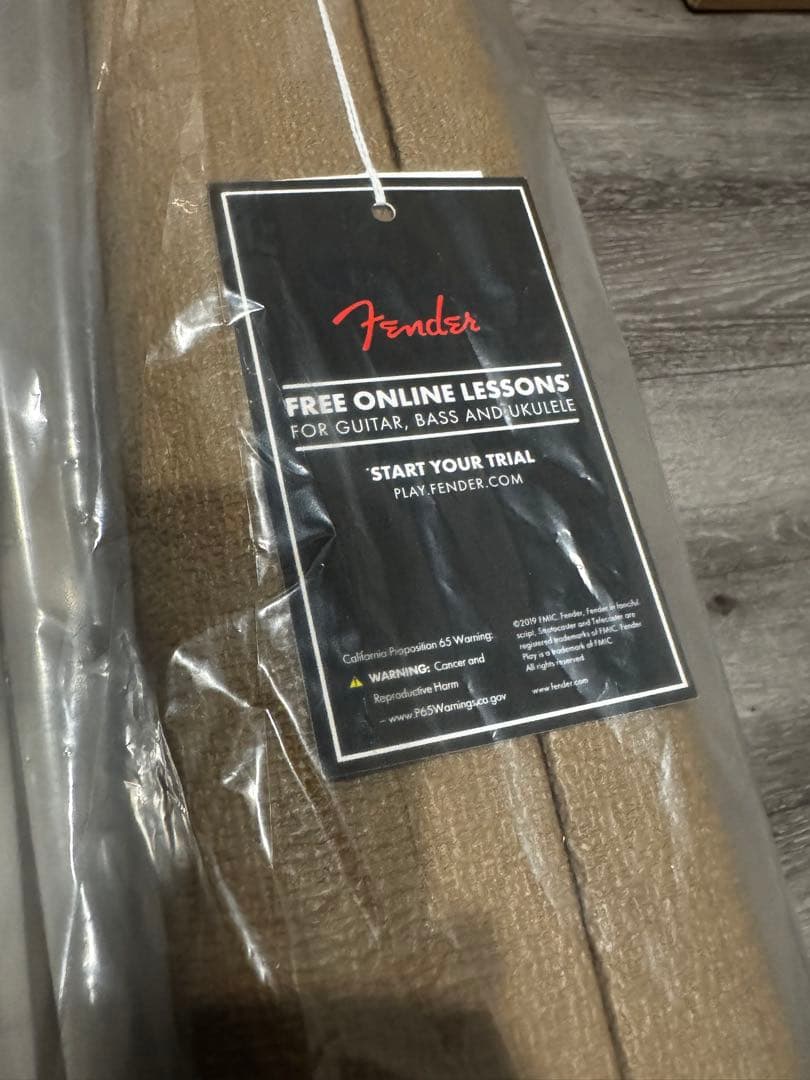 Fender
FREE ONLINE LESSONS*
FOR GUITAR, BASS AND UKULELE
*START YOUR TRIAL
PLAY.FENDER.COM
California Proposition 65 Warning:
⚠ WARNING: Cancer and
Reproductive Harm
– www.P65Warnings.ca.gov
©2019 FMIC. Fender, Fender in fanciful
script, Stratocaster and Telecaster are
registered trademarks of FMIC. Fender
Play is a trademark of FMIC
All rights reserved.
www.fender.com